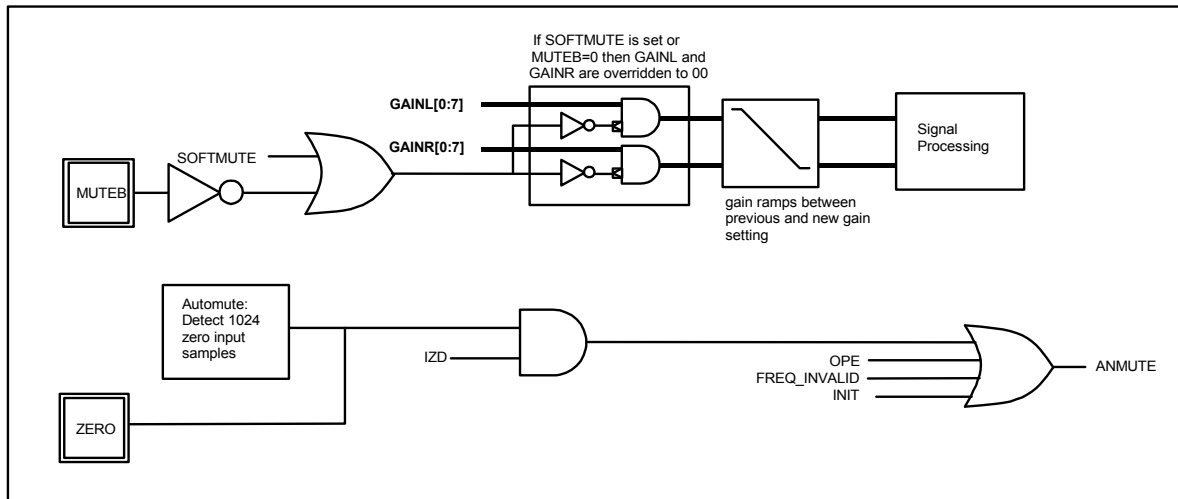 If SOFTMUTE is set or
MUTEB=0 then GAINL and
GAINR are overridden to 00
GAINL[0:7]
GAINR[0:7]
SOFTMUTE
MUTEB
Signal
Processing
gain ramps between
previous and new gain
setting
Automute:
Detect 1024
zero input
samples
IZD
OPE
FREQ_INVALID
INIT
ANMUTE
ZERO